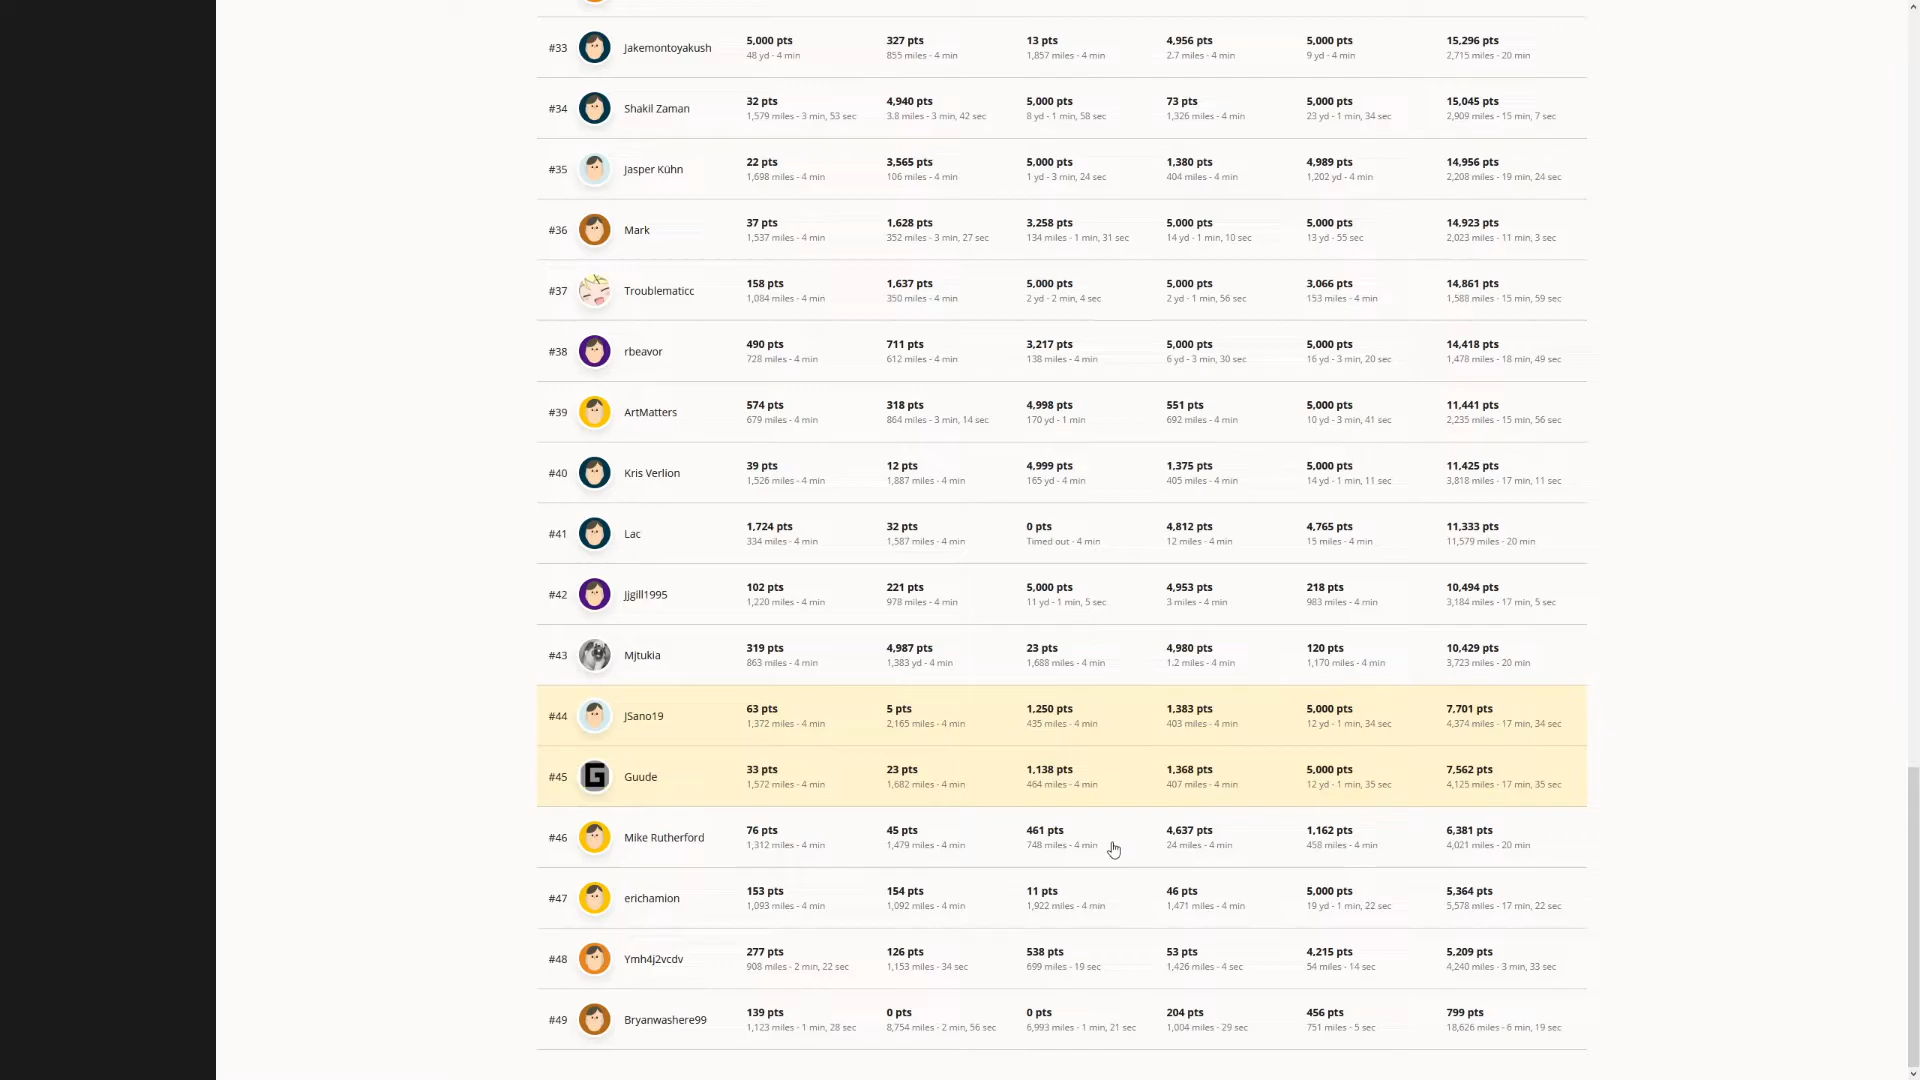 #33 Jakemontoyakush 5,000 pts 327 pts 13 pts 4,956 pts 5,000 pts 15,296 pts
48 yd - 4 min 855 miles - 4 min 1,857 miles - 4 min 2.7 miles - 4 min 9 yd - 4 min 2,715 miles - 20 min
#34 Shakil Zaman 32 pts 4,940 pts 5,000 pts 73 pts 5,000 pts 15,045 pts
1,579 miles - 3 min, 53 sec 3.8 miles - 3 min, 42 sec 8 yd - 1 min, 58 sec 1,326 miles - 4 min 23 yd - 1 min, 34 sec 2,909 miles - 15 min, 7 sec
#35 Jasper Kühn 22 pts 3,565 pts 5,000 pts 1,380 pts 4,989 pts 14,956 pts
1,698 miles - 4 min 106 miles - 4 min 1 yd - 3 min, 24 sec 404 miles - 4 min 1,202 yd - 4 min 2,208 miles - 19 min, 24 sec
#36 Mark 37 pts 1,628 pts 3,258 pts 5,000 pts 5,000 pts 14,923 pts
1,537 miles - 4 min 352 miles - 3 min, 27 sec 134 miles - 1 min, 31 sec 14 yd - 1 min, 10 sec 13 yd - 55 sec 2,023 miles - 11 min, 3 sec
#37 Troublematicc 158 pts 1,637 pts 5,000 pts 5,000 pts 3,066 pts 14,861 pts
1,084 miles - 4 min 350 miles - 4 min 2 yd - 2 min, 4 sec 2 yd - 1 min, 56 sec 153 miles - 4 min 1,588 miles - 15 min, 59 sec
#38 rbeavor 490 pts 711 pts 3,217 pts 5,000 pts 5,000 pts 14,418 pts
728 miles - 4 min 612 miles - 4 min 138 miles - 4 min 6 yd - 3 min, 30 sec 16 yd - 3 min, 20 sec 1,478 miles - 18 min, 49 sec
#39 ArtMatters 574 pts 318 pts 4,998 pts 551 pts 5,000 pts 11,441 pts
679 miles - 4 min 864 miles - 3 min, 14 sec 170 yd - 1 min 692 miles - 4 min 10 yd - 3 min, 41 sec 2,235 miles - 15 min, 56 sec
#40 Kris Verlion 39 pts 12 pts 4,999 pts 1,375 pts 5,000 pts 11,425 pts
1,526 miles - 4 min 1,887 miles - 4 min 165 yd - 4 min 405 miles - 4 min 14 yd - 1 min, 11 sec 3,818 miles - 17 min, 11 sec
#41 Lac 1,724 pts 32 pts 0 pts 4,812 pts 4,765 pts 11,333 pts
334 miles - 4 min 1,587 miles - 4 min Timed out - 4 min 12 miles - 4 min 15 miles - 4 min 11,579 miles - 20 min
#42 Jjgill1995 102 pts 221 pts 5,000 pts 4,953 pts 218 pts 10,494 pts
1,220 miles - 4 min 978 miles - 4 min 11 yd - 1 min, 5 sec 3 miles - 4 min 983 miles - 4 min 3,184 miles - 17 min, 5 sec
#43 Mjtukia 319 pts 4,987 pts 23 pts 4,980 pts 120 pts 10,429 pts
863 miles - 4 min 1,383 yd - 4 min 1,688 miles - 4 min 1.2 miles - 4 min 1,170 miles - 4 min 3,723 miles - 20 min
#44 JSano19 63 pts 5 pts 1,250 pts 1,383 pts 5,000 pts 7,701 pts
1,372 miles - 4 min 2,165 miles - 4 min 435 miles - 4 min 403 miles - 4 min 12 yd - 1 min, 34 sec 4,374 miles - 17 min, 34 sec
#45 G Guude 33 pts 23 pts 1,138 pts 1,368 pts 5,000 pts 7,562 pts
1,572 miles - 4 min 1,682 miles - 4 min 464 miles - 4 min 407 miles - 4 min 12 yd - 1 min, 35 sec 4,125 miles - 17 min, 35 sec
#46 Mike Rutherford 76 pts 45 pts 461 pts 4,637 pts 1,162 pts 6,381 pts
1,312 miles - 4 min 1,479 miles - 4 min 748 miles - 4 min 24 miles - 4 min 458 miles - 4 min 4,021 miles - 20 min
#47 erichamion 153 pts 154 pts 11 pts 46 pts 5,000 pts 5,364 pts
1,093 miles - 4 min 1,092 miles - 4 min 1,922 miles - 4 min 1,471 miles - 4 min 19 yd - 1 min, 22 sec 5,578 miles - 17 min, 22 sec
#48 Ymh4j2vcdv 277 pts 126 pts 538 pts 53 pts 4,215 pts 5,209 pts
908 miles - 2 min, 22 sec 1,153 miles - 34 sec 699 miles - 19 sec 1,426 miles - 4 sec 54 miles - 14 sec 4,240 miles - 3 min, 33 sec
#49 Bryanwashere99 139 pts 0 pts 0 pts 204 pts 456 pts 799 pts
1,123 miles - 1 min, 28 sec 8,754 miles - 2 min, 56 sec 6,993 miles - 1 min, 21 sec 1,004 miles - 29 sec 751 miles - 5 sec 18,626 miles - 6 min, 19 sec